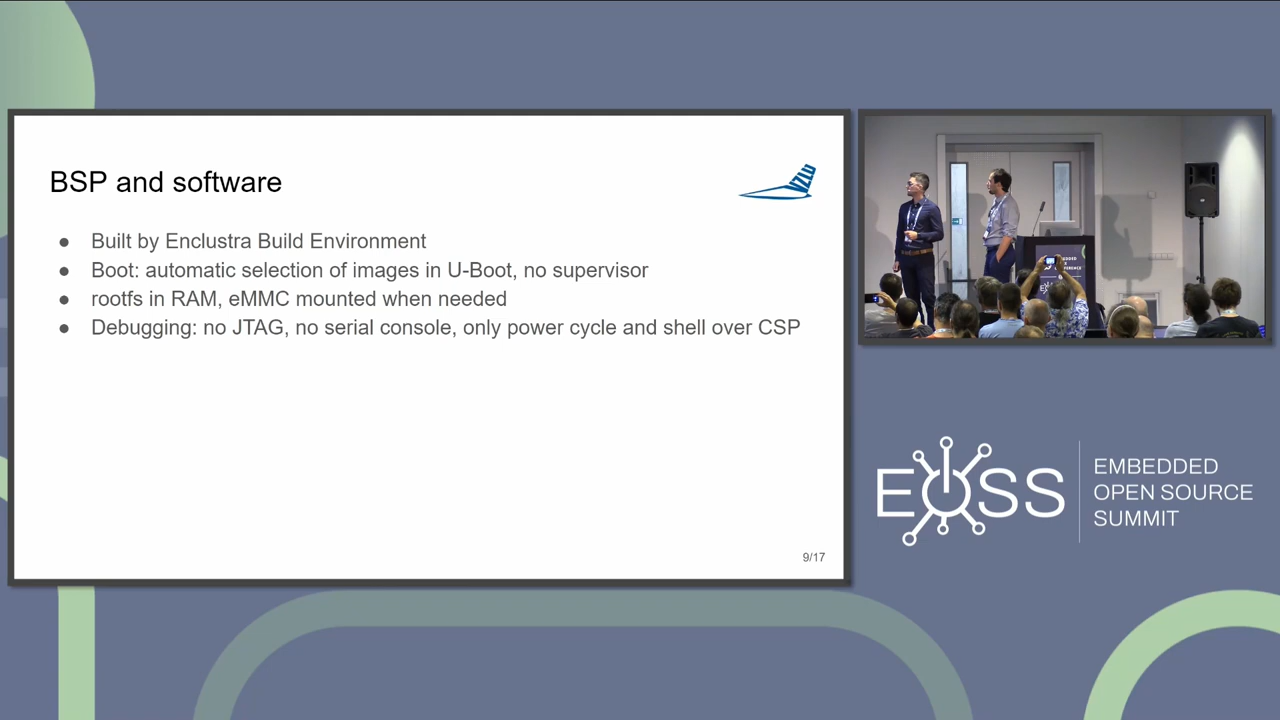 BSP and software
VZLU
● Built by Enclustra Build Environment
● Boot: automatic selection of images in U-Boot, no supervisor
● rootfs in RAM, eMMC mounted when needed
● Debugging: no JTAG, no serial console, only power cycle and shell over CSP
9/17
EOSS
EMBEDDED
OPEN SOURCE
SUMMIT